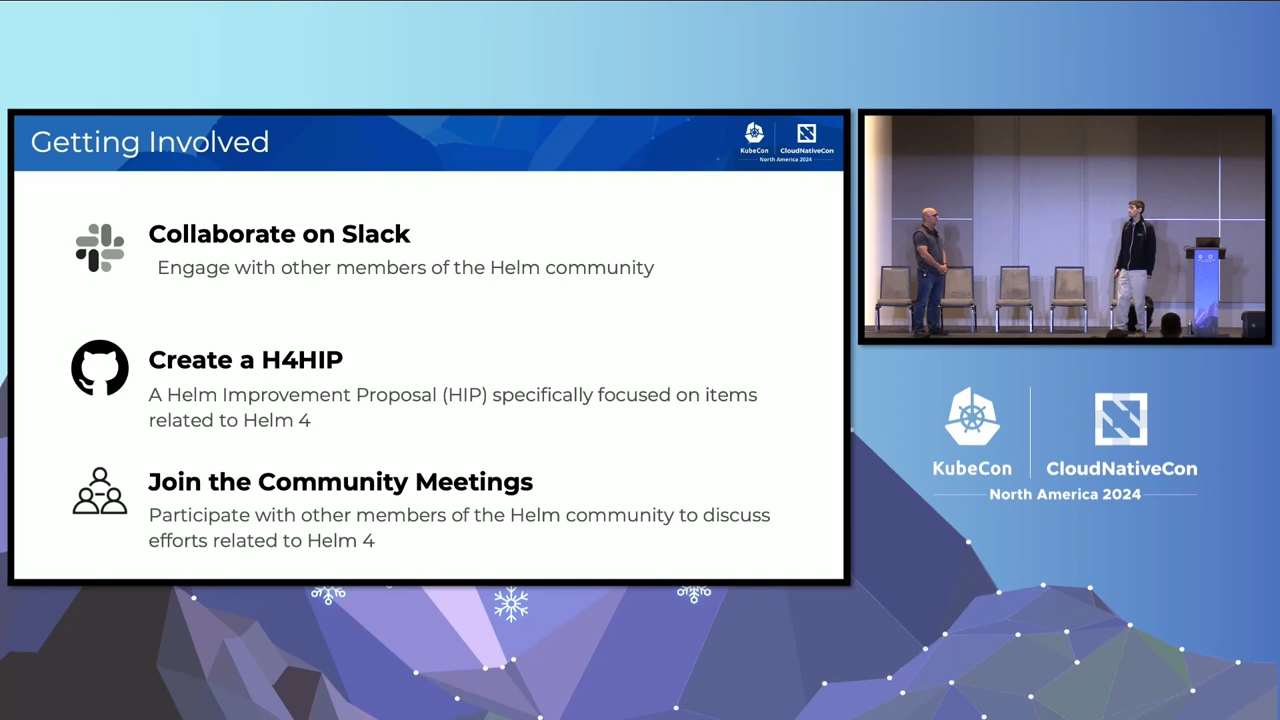 Getting Involved
KubeCon
CloudNativeCon
North America 2024
Collaborate on Slack
Engage with other members of the Helm community
Create a H4HIP
A Helm Improvement Proposal (HIP) specifically focused on items
related to Helm 4
Join the Community Meetings
Participate with other members of the Helm community to discuss
efforts related to Helm 4
KubeCon
CloudNativeCon
North America 2024